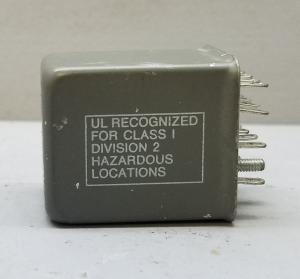 UL RECOGNIZED
FOR CLASS I
DIVISION 2
HAZARDOUS
LOCATIONS